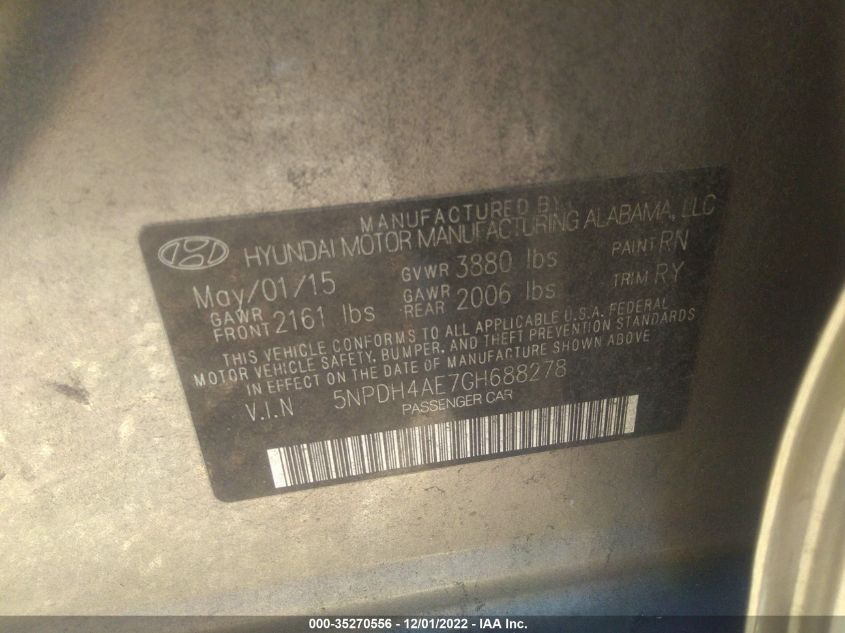 MANUFACTURED BY
HYUNDAI MOTOR MANUFACTURING ALABAMA, LLC
May/01/15 GVWR 3880 lbs PAINT RN
GAWR FRONT 2161 lbs GAWR REAR 2006 lbs TRIM RY
THIS VEHICLE CONFORMS TO ALL APPLICABLE U.S.A. FEDERAL
MOTOR VEHICLE SAFETY, BUMPER, AND THEFT PREVENTION STANDARDS
IN EFFECT ON THE DATE OF MANUFACTURE SHOWN ABOVE
V.I.N 5NPDH4AE7GH688278
PASSENGER CAR
000-35270556 - 12/01/2022 - IAA Inc.